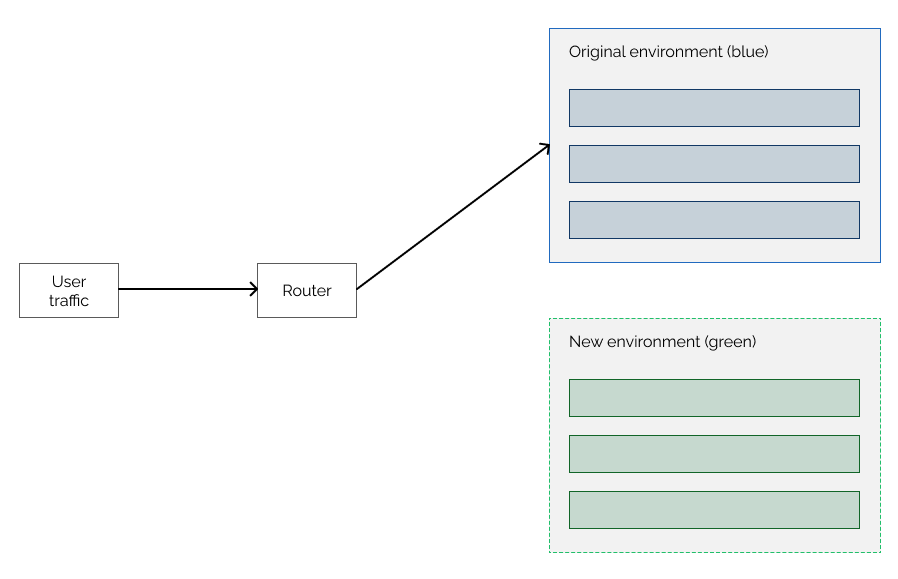 Original environment (blue)
User
traffic
Router
New environment (green)